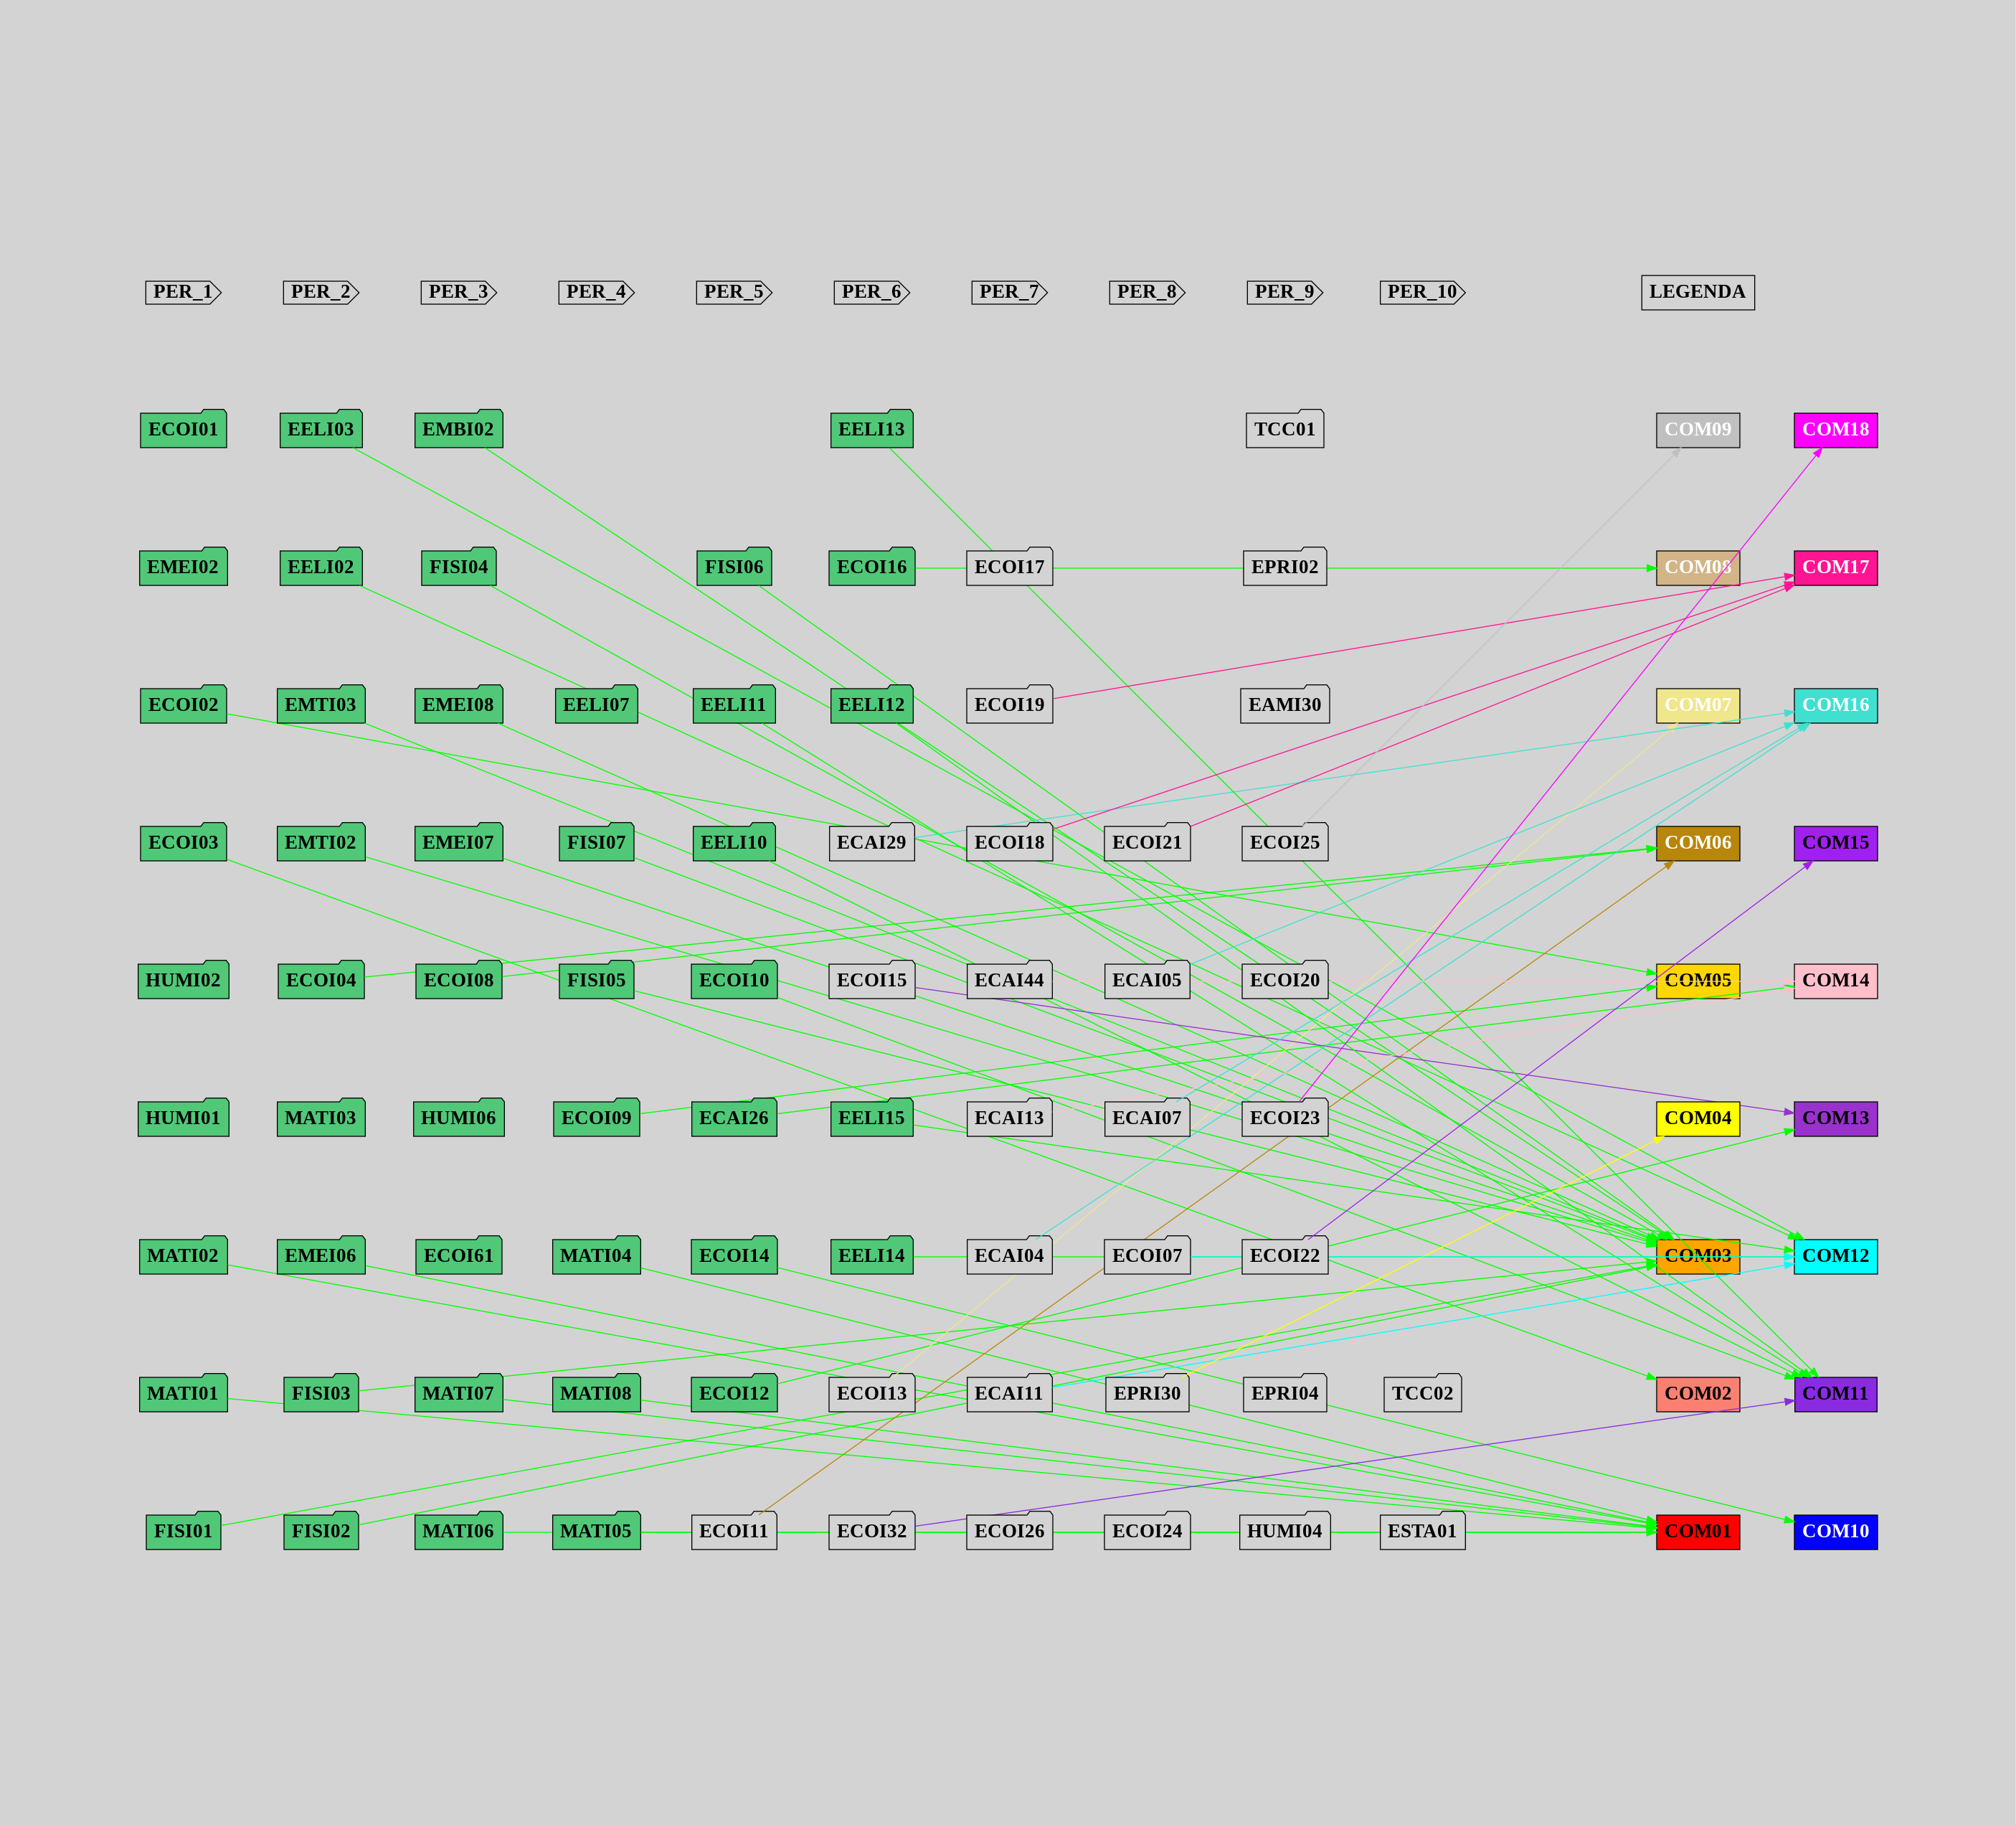 PER_1 PER_2 PER_3 PER_4 PER_5 PER_6 PER_7 PER_8 PER_9 PER_10 LEGENDA
ECOI01 EELI03 EMBI02 EELI13 TCC01 COM09 COM18
EMEI02 EELI02 FISI04 FISI06 ECOI16 ECOI17 EPRI02 COM08 COM17
ECOI02 EMTI03 EMEI08 EELI07 EELI11 EELI12 ECOI19 EAMI30 COM07 COM16
ECOI03 EMTI02 EMEI07 FISI07 EELI10 ECAI29 ECOI18 ECOI21 ECOI25 COM06 COM15
HUMI02 ECOI04 ECOI08 FISI05 ECOI10 ECOI15 ECAI44 ECAI05 ECOI20 COM05 COM14
HUMI01 MATI03 HUMI06 ECOI09 ECAI26 EELI15 ECAI13 ECAI07 ECOI23 COM04 COM13
MATI02 EMEI06 ECOI61 MATI04 ECOI14 EELI14 ECAI04 ECOI07 ECOI22 COM03 COM12
MATI01 FISI03 MATI07 MATI08 ECOI12 ECOI13 ECAI11 EPRI30 EPRI04 TCC02 COM02 COM11
FISI01 FISI02 MATI06 MATI05 ECOI11 ECOI32 ECOI26 ECOI24 HUMI04 ESTA01 COM01 COM10